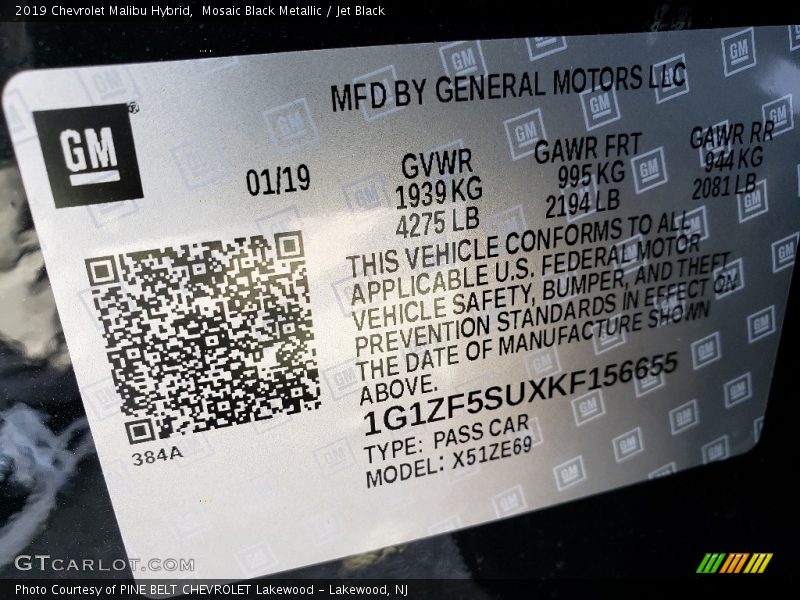 2019 Chevrolet Malibu Hybrid,  Mosaic Black Metallic / Jet Black
MFD BY GENERAL MOTORS LLC
GM®
01/19
GVWR
1939 KG
4275 LB
GAWR FRT
995 KG
2194 LB
GAWR RR
944 KG
2081 LB
THIS VEHICLE CONFORMS TO ALL
APPLICABLE U.S. FEDERAL MOTOR
VEHICLE SAFETY, BUMPER, AND THEFT
PREVENTION STANDARDS IN EFFECT ON
THE DATE OF MANUFACTURE SHOWN
ABOVE.
1G1ZF5SUXKF156655
TYPE: PASS CAR
MODEL: X51ZE69
384A
GTCARLOT.COM
Photo Courtesy of PINE BELT CHEVROLET Lakewood - Lakewood, NJ